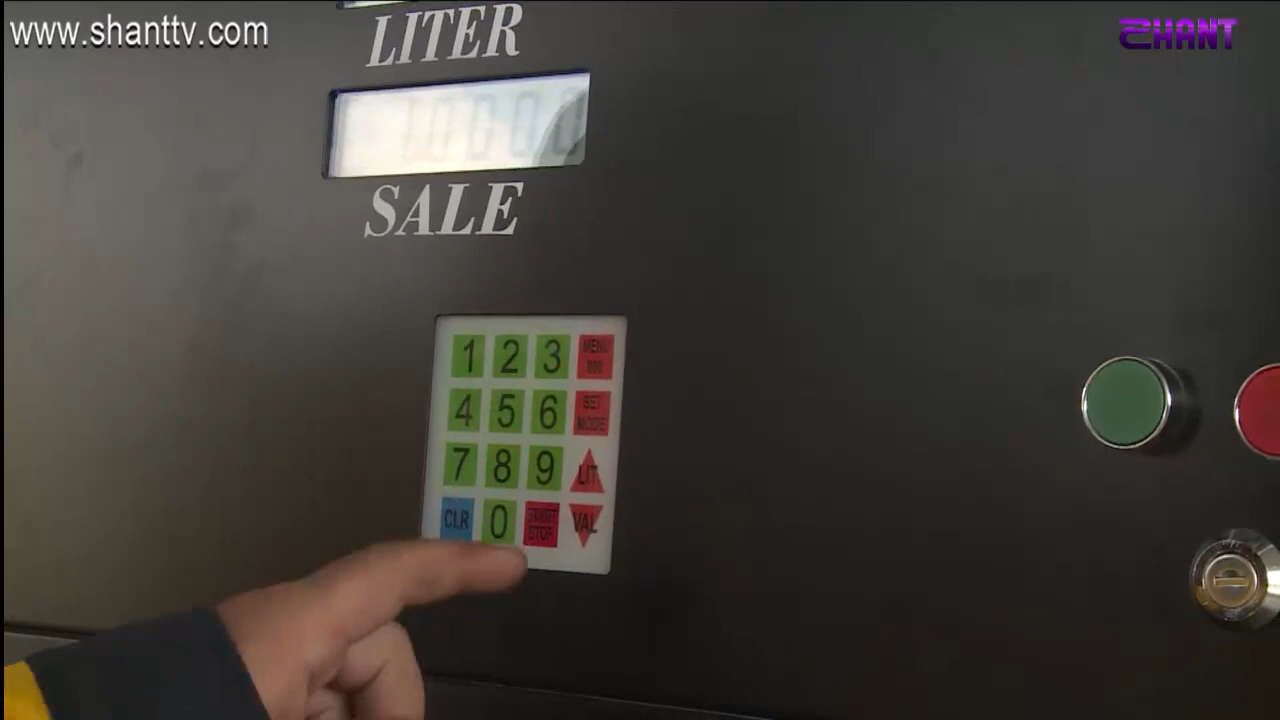 www.shanttv.com
SHANT
LITER
SALE
1 2 3 MENU
4 5 6 SET MODE
7 8 9 LIT
CLR 0 START STOP VAL